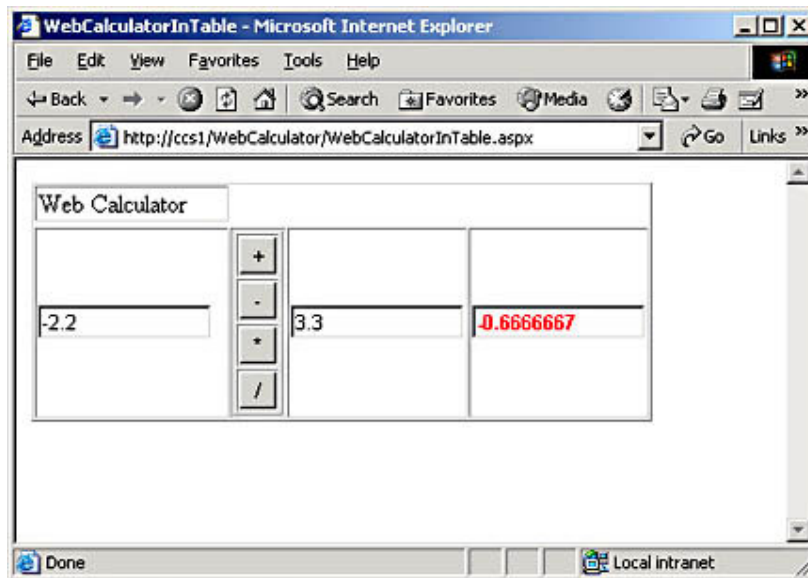 WebCalculatorInTable - Microsoft Internet Explorer
File Edit View Favorites Tools Help
Back Search Favorites Media »
Address http://ccs1/WebCalculator/WebCalculatorInTable.aspx Go Links »
Web Calculator
+
-
*
/
-2.2 3.3 -0.6666667
Done Local intranet